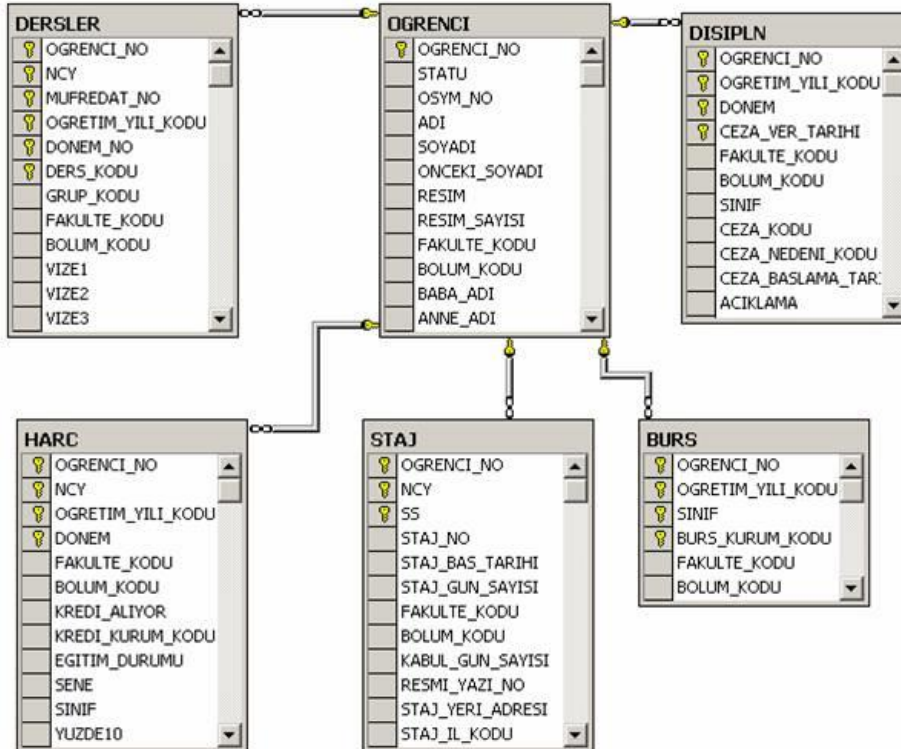 DERSLER
OGRENCI_NO
NCY
MUFREDAT_NO
OGRETIM_YILI_KODU
DONEM_NO
DERS_KODU
GRUP_KODU
FAKULTE_KODU
BOLUM_KODU
VIZE1
VIZE2
VIZE3
OGRENCI
OGRENCI_NO
STATU
OSYM_NO
ADI
SOYADI
ONCEKI_SOYADI
RESIM
RESIM_SAYISI
FAKULTE_KODU
BOLUM_KODU
BABA_ADI
ANNE_ADI
DISIPLN
OGRENCI_NO
OGRETIM_YILI_KODU
DONEM
CEZA_VER_TARIHI
FAKULTE_KODU
BOLUM_KODU
SINIF
CEZA_KODU
CEZA_NEDENI_KODU
CEZA_BASLAMA_TAR:
ACIKLAMA
HARC
OGRENCI_NO
NCY
OGRETIM_YILI_KODU
DONEM
FAKULTE_KODU
BOLUM_KODU
KREDI_ALIYOR
KREDI_KURUM_KODU
EGITIM_DURUMU
SENE
SINIF
YUZDE10
STAJ
OGRENCI_NO
NCY
SS
STAJ_NO
STAJ_BAS_TARIHI
STAJ_GUN_SAYISI
FAKULTE_KODU
BOLUM_KODU
KABUL_GUN_SAYISI
RESMI_YAZI_NO
STAJ_YERI_ADRESI
STAJ_IL_KODU
BURS
OGRENCI_NO
OGRETIM_YILI_KODU
SINIF
BURS_KURUM_KODU
FAKULTE_KODU
BOLUM_KODU